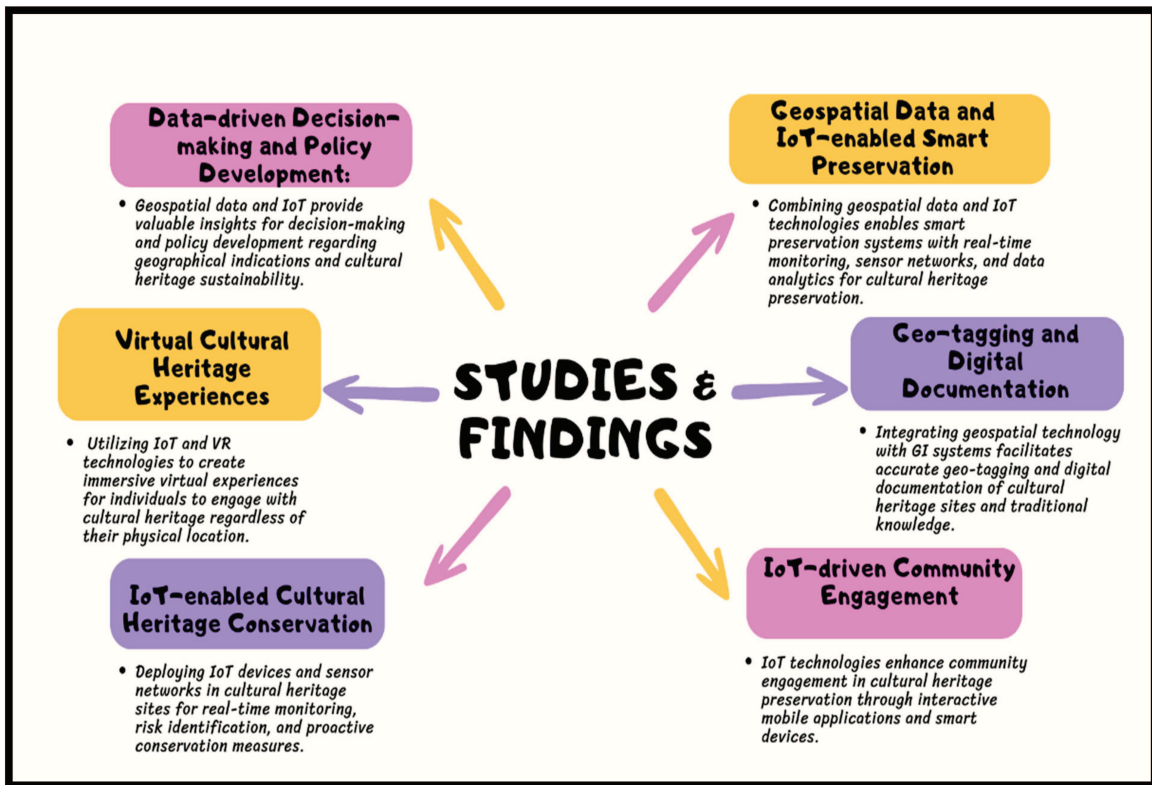 Data-driven Decision-
making and Policy
Development:
• Geospatial data and IoT provide
valuable insights for decision-making
and policy development regarding
geographical indications and cultural
heritage sustainability.
Virtual Cultural
Heritage
Experiences
• Utilizing IoT and VR
technologies to create
immersive virtual experiences
for individuals to engage with
cultural heritage regardless of
their physical location.
IoT-enabled Cultural
Heritage Conservation
• Deploying IoT devices and sensor
networks in cultural heritage
sites for real-time monitoring,
risk identification, and proactive
conservation measures.
STUDIES &
FINDINGS
Geospatial Data and
IoT-enabled Smart
Preservation
• Combining geospatial data and IoT
technologies enables smart
preservation systems with real-time
monitoring, sensor networks, and data
analytics for cultural heritage
preservation.
Geo-tagging and
Digital
Documentation
• Integrating geospatial technology
with GI systems facilitates
accurate geo-tagging and digital
documentation of cultural
heritage sites and traditional
knowledge.
IoT-driven Community
Engagement
• IoT technologies enhance community
engagement in cultural heritage
preservation through interactive
mobile applications and smart
devices.